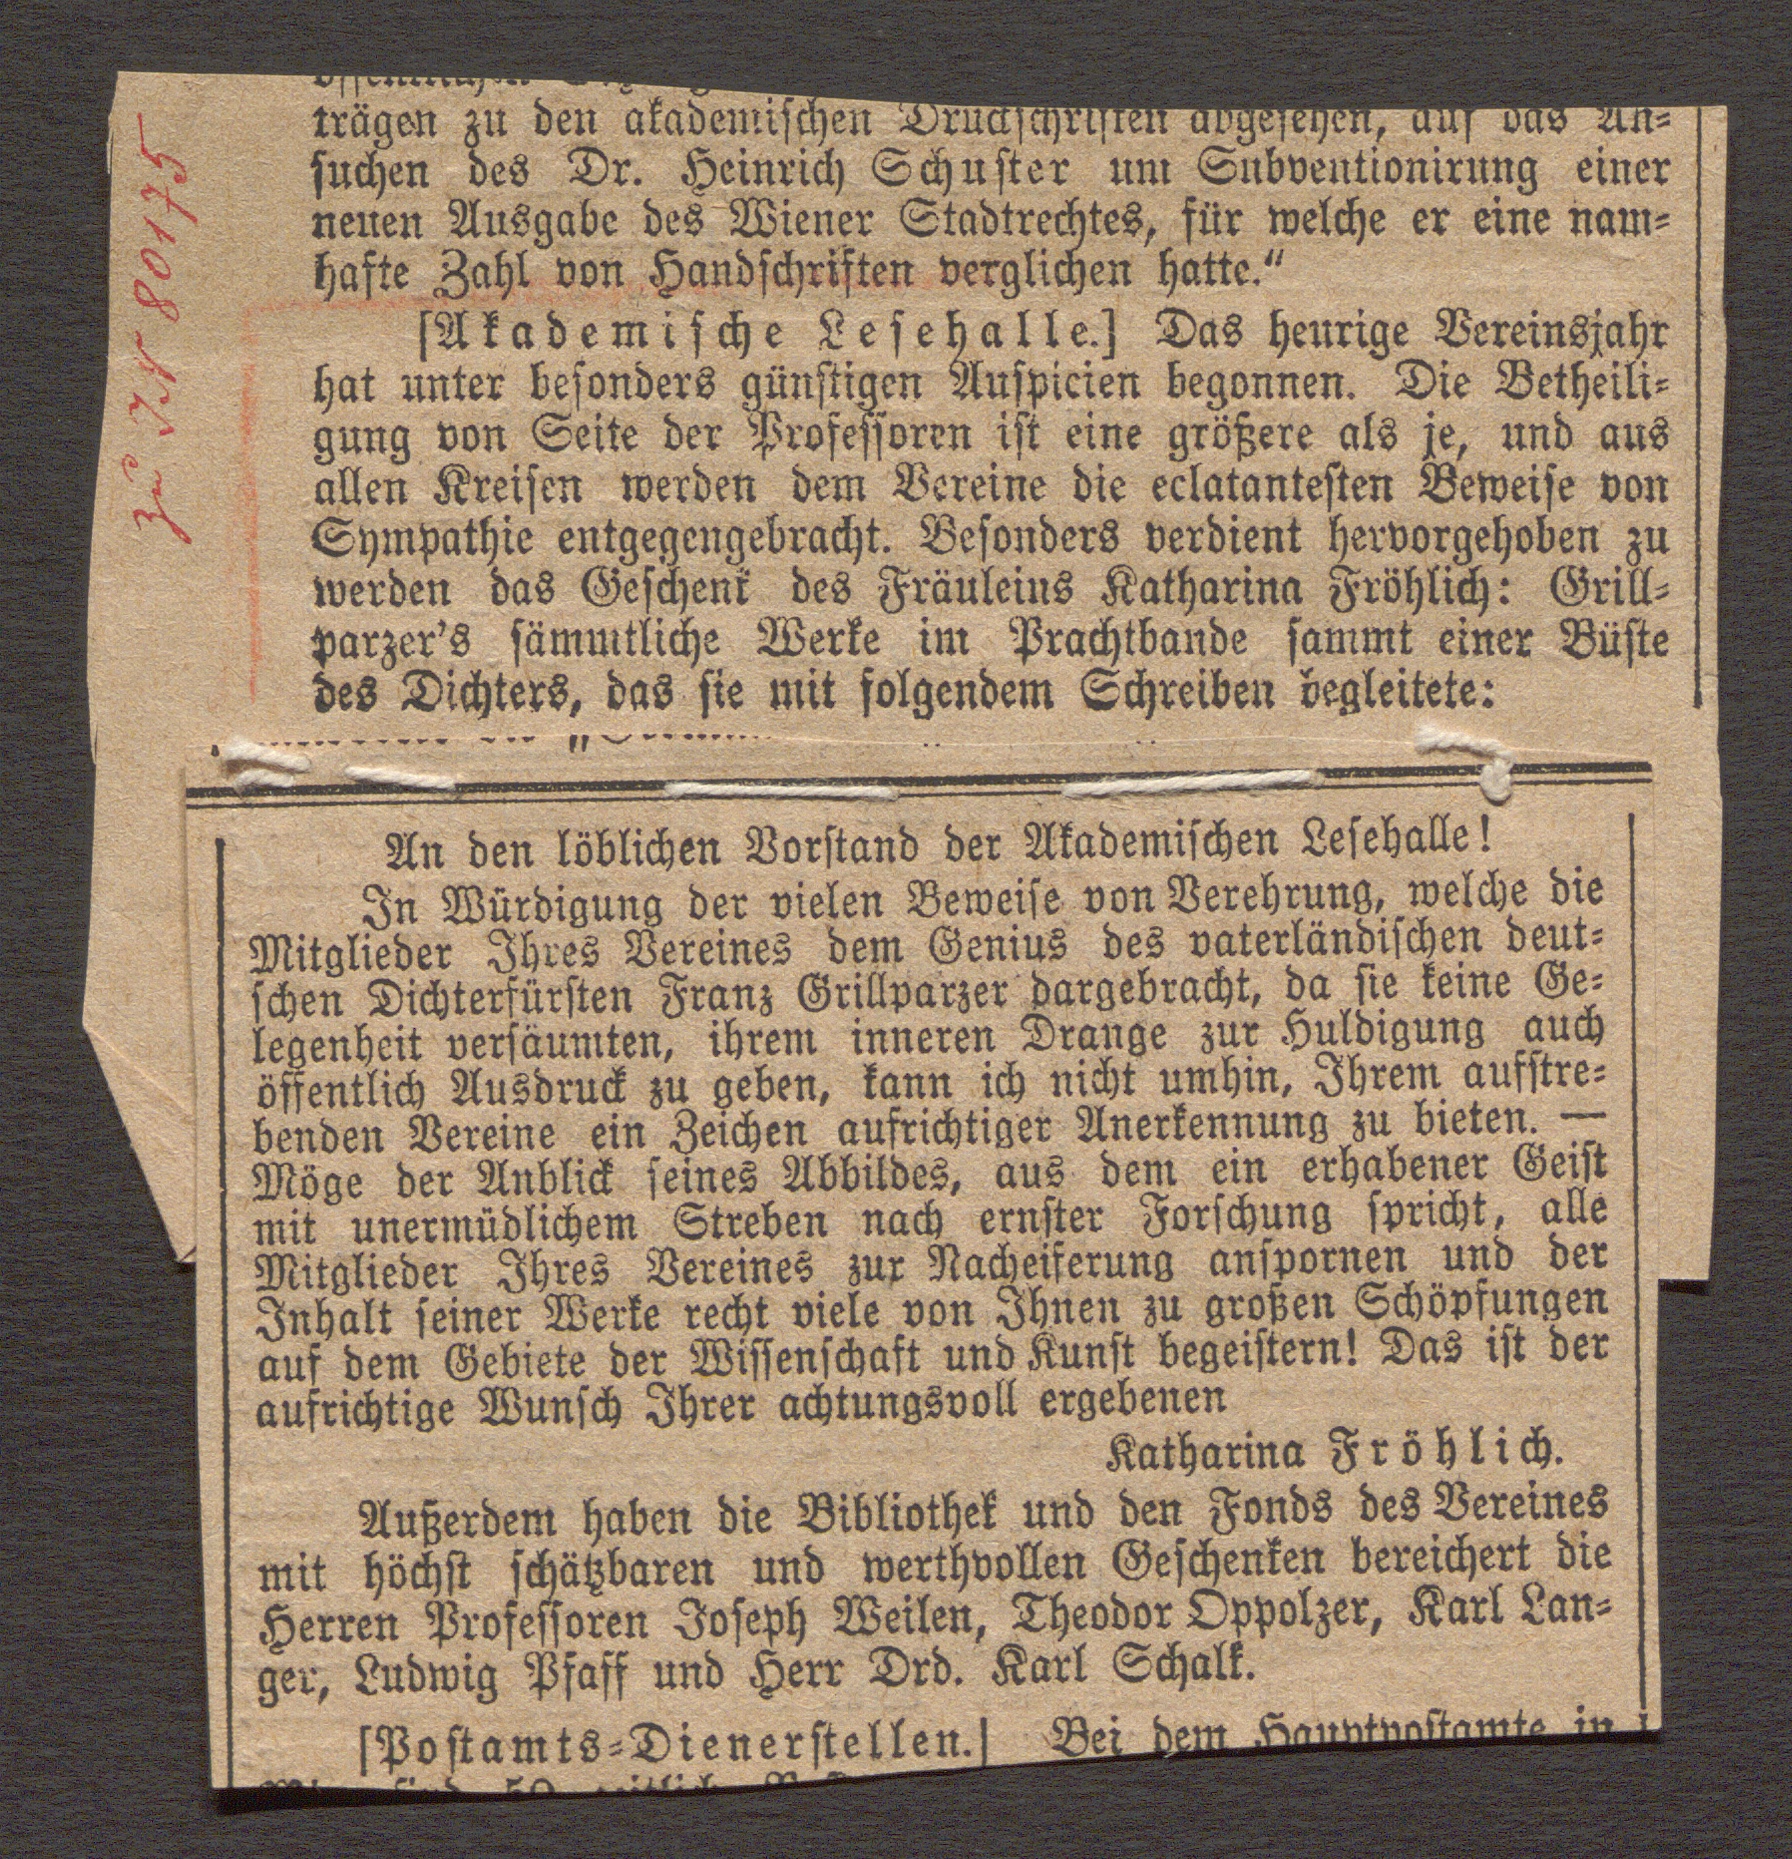 zu IN 80175
öffentlichen
trägen zu den akademischen Druckschriften abgesehen, auf das An-
suchen des Dr. Heinrich Schuster um Subventionirung einer
neuen Ausgabe des Wiener Stadtrechtes, für welche er eine nam-
hafte Zahl von Handschriften verglichen hatte.“
[Akademische Lesehalle.] Das heurige Vereinsjahr
hat unter besonders günstigen Auspicien begonnen. Die Betheili-
gung von Seite der Professoren ist eine größere als je, und aus
allen Kreisen werden dem Vereine die eclatantesten Beweise von
Sympathie entgegengebracht. Besonders verdient hervorgehoben zu
werden das Geschenk des Fräuleins Katharina Fröhlich: Grill-
parzer's sämmtliche Werke im Prachtbande sammt einer Büste
des Dichters, das sie mit folgendem Schreiben begleitete:
An den löblichen Vorstand der Akademischen Lesehalle!
In Würdigung der vielen Beweise von Verehrung, welche die
Mitglieder Ihres Vereines dem Genius des vaterländischen deut-
schen Dichterfürsten Franz Grillparzer dargebracht, da sie keine Ge-
legenheit versäumten, ihrem inneren Drange zur Huldigung auch
öffentlich Ausdruck zu geben, kann ich nicht umhin, Ihrem aufstre-
benden Vereine ein Zeichen aufrichtiger Anerkennung zu bieten. —
Möge der Anblick seines Abbildes, aus dem ein erhabener Geist
mit unermüdlichem Streben nach ernster Forschung spricht, alle
Mitglieder Ihres Vereines zur Nacheiferung anspornen und der
Inhalt seiner Werke recht viele von Ihnen zu großen Schöpfungen
auf dem Gebiete der Wissenschaft und Kunst begeistern! Das ist der
aufrichtige Wunsch Ihrer achtungsvoll ergebenen
Katharina Fröhlich.
Außerdem haben die Bibliothek und den Fonds des Vereines
mit höchst schätzbaren und werthvollen Geschenken bereichert die
Herren Professoren Joseph Weilen, Theodor Oppolzer, Karl Lan-
ger, Ludwig Pfaff und Herr Drd. Karl Schalk.
[Postamts-Dienerstellen.] Bei dem Hauptpostamte in